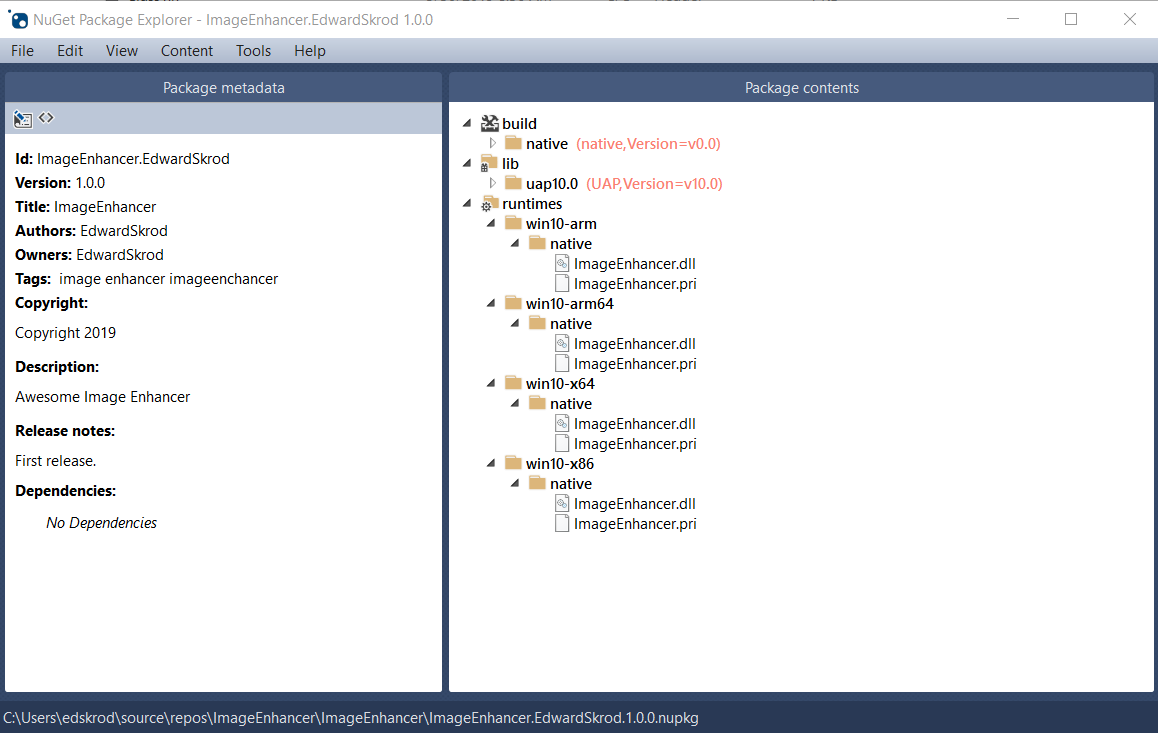 NuGet Package Explorer - ImageEnhancer.EdwardSkrod 1.0.0
File Edit View Content Tools Help
Package metadata
Id: ImageEnhancer.EdwardSkrod
Version: 1.0.0
Title: ImageEnhancer
Authors: EdwardSkrod
Owners: EdwardSkrod
Tags: image enhancer imageenchancer
Copyright:
Copyright 2019
Description:
Awesome Image Enhancer
Release notes:
First release.
Dependencies:
No Dependencies
Package contents
build
native (native,Version=v0.0)
lib
uap10.0 (UAP,Version=v10.0)
runtimes
win10-arm
native
ImageEnhancer.dll
ImageEnhancer.pri
win10-arm64
native
ImageEnhancer.dll
ImageEnhancer.pri
win10-x64
native
ImageEnhancer.dll
ImageEnhancer.pri
win10-x86
native
ImageEnhancer.dll
ImageEnhancer.pri
C:\Users\edskrod\source\repos\ImageEnhancer\ImageEnhancer\ImageEnhancer.EdwardSkrod.1.0.0.nupkg